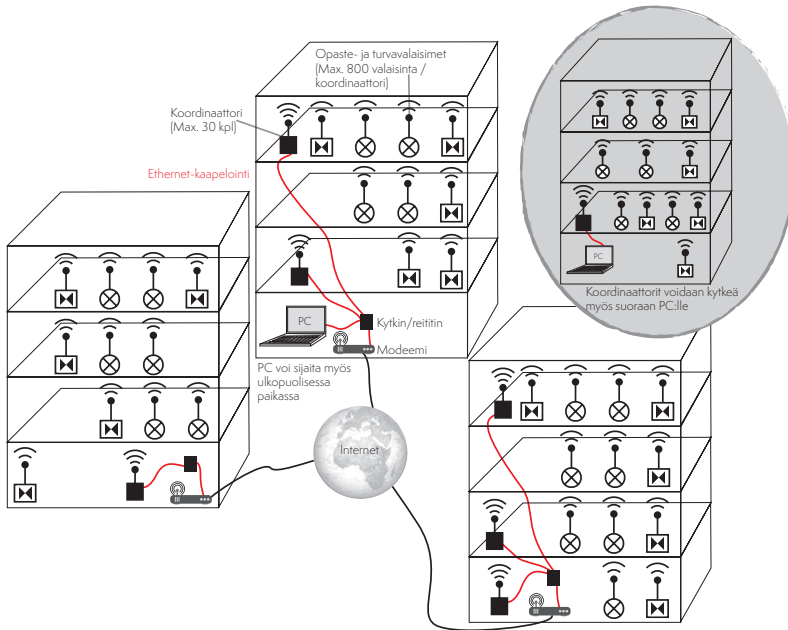 Opaste- ja turvavalaisimet
(Max. 800 valaisinta /
koordinaattori)
Koordinaattori
(Max. 30 kpl)
Ethernet-kaapelointi
PC
Koordinaattorit voidaan kytkeä
myös suoraan PC:lle
PC
Kytkin/reititin
Modeemi
PC voi sijaita myös
ulkopuolisessa
paikassa
Internet